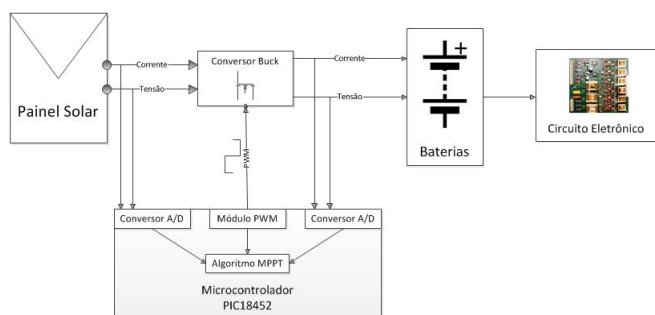 Painel Solar
Corrente
Tensão
Conversor Buck
Corrente
Tensão
+
Baterias
Circuito Eletrônico
PWM
Conversor A/D
Módulo PWM
Conversor A/D
Algorítmo MPPT
Microcontrolador
PIC18452